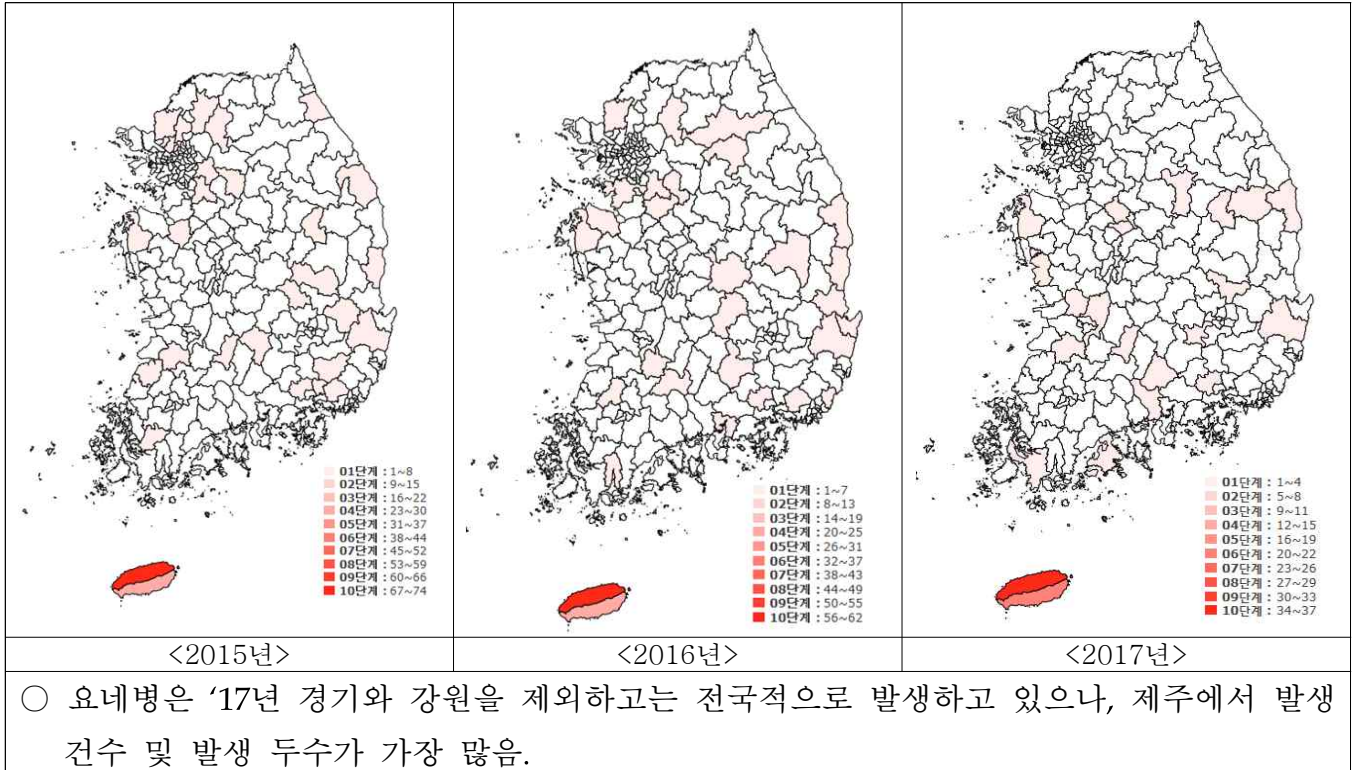 01단계 : 1~8
02단계 : 9~15
03단계 : 16~22
04단계 : 23~30
05단계 : 31~37
06단계 : 38~44
07단계 : 45~52
08단계 : 53~59
09단계 : 60~66
10단계 : 67~74
01단계 : 1~7
02단계 : 8~13
03단계 : 14~19
04단계 : 20~25
05단계 : 26~31
06단계 : 32~37
07단계 : 38~43
08단계 : 44~49
09단계 : 50~55
10단계 : 56~62
01단계 : 1~4
02단계 : 5~8
03단계 : 9~11
04단계 : 12~15
05단계 : 16~19
06단계 : 20~22
07단계 : 23~26
08단계 : 27~29
09단계 : 30~33
10단계 : 34~37
<2015년>
<2016년>
<2017년>
○ 요네병은 ‘17년 경기와 강원을 제외하고는 전국적으로 발생하고 있으나, 제주에서 발생
건수 및 발생 두수가 가장 많음.